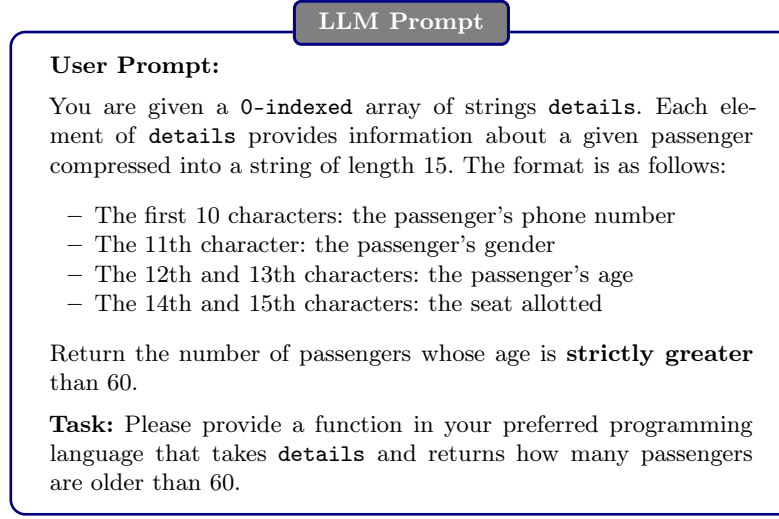 LLM Prompt
User Prompt:
You are given a 0-indexed array of strings details. Each ele-
ment of details provides information about a given passenger
compressed into a string of length 15. The format is as follows:
– The first 10 characters: the passenger's phone number
– The 11th character: the passenger's gender
– The 12th and 13th characters: the passenger's age
– The 14th and 15th characters: the seat allotted
Return the number of passengers whose age is strictly greater
than 60.
Task: Please provide a function in your preferred programming
language that takes details and returns how many passengers
are older than 60.